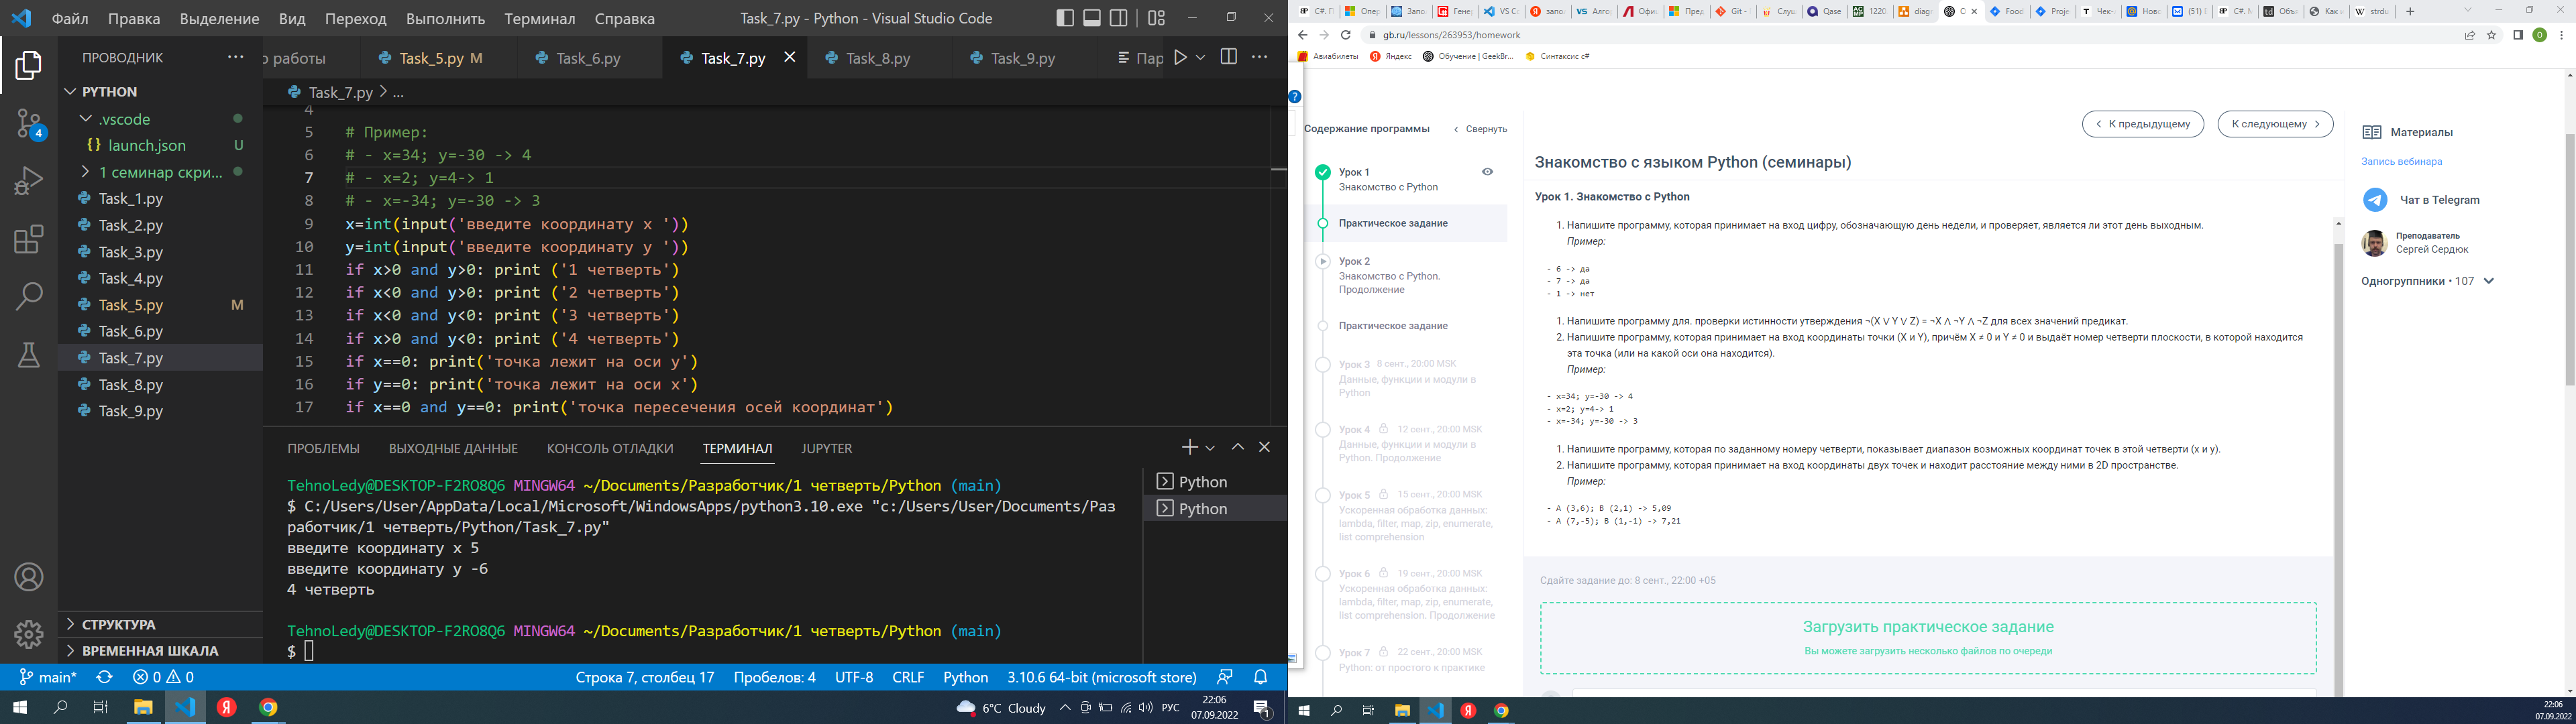 Файл Правка Выделение Вид Переход Выполнить Терминал Справка
Task_7.py - Python - Visual Studio Code
ПРОВОДНИК
PYTHON
.vscode
launch.json U
1 семинар скри...
Task_1.py
Task_2.py
Task_3.py
Task_4.py
Task_5.py M
Task_6.py
Task_7.py
Task_8.py
Task_9.py
СТРУКТУРА
ВРЕМЕННАЯ ШКАЛА
р работы Task_5.py M Task_6.py Task_7.py Task_8.py Task_9.py Пар
Task_7.py > ...
4
5 # Пример:
6 # - x=34; y=-30 -> 4
7 # - x=2; y=4-> 1
8 # - x=-34; y=-30 -> 3
9 x=int(input('введите координату x '))
10 y=int(input('введите координату y '))
11 if x>0 and y>0: print ('1 четверть')
12 if x<0 and y>0: print ('2 четверть')
13 if x<0 and y<0: print ('3 четверть')
14 if x>0 and y<0: print ('4 четверть')
15 if x==0: print('точка лежит на оси y')
16 if y==0: print('точка лежит на оси x')
17 if x==0 and y==0: print('точка пересечения осей координат')
ПРОБЛЕМЫ ВЫХОДНЫЕ ДАННЫЕ КОНСОЛЬ ОТЛАДКИ ТЕРМИНАЛ JUPYTER
TehnoLedy@DESKTOP-F2RO8Q6 MINGW64 ~/Documents/Разработчик/1 четверть/Python (main)
$ C:/Users/User/AppData/Local/Microsoft/WindowsApps/python3.10.exe "c:/Users/User/Documents/Раз
работчик/1 четверть/Python/Task_7.py"
введите координату x 5
введите координату y -6
4 четверть
TehnoLedy@DESKTOP-F2RO8Q6 MINGW64 ~/Documents/Разработчик/1 четверть/Python (main)
$
Python
Python
4
main* 0 0 Строка 7, столбец 17 Пробелов: 4 UTF-8 CRLF Python 3.10.6 64-bit (microsoft store)
6°C Cloudy РУС 22:06
07.09.2022 1
gb.ru/lessons/263953/homework
Авиабилеты Яндекс Обучение | GeekBr... Синтаксис c#
Содержание программы Свернуть
Урок 1
Знакомство с Python
Практическое задание
Урок 2
Знакомство с Python.
Продолжение
Практическое задание
Урок 3 8 сент., 20:00 MSK
Данные, функции и модули в
Python
Урок 4 12 сент., 20:00 MSK
Данные, функции и модули в
Python. Продолжение
Урок 5 15 сент., 20:00 MSK
Ускоренная обработка данных:
lambda, filter, map, zip, enumerate,
list comprehension
Урок 6 19 сент., 20:00 MSK
Ускоренная обработка данных:
lambda, filter, map, zip, enumerate,
list comprehension. Продолжение
Урок 7 22 сент., 20:00 MSK
Python: от простого к практике
К предыдущему К следующему
Знакомство с языком Python (семинары)
Урок 1. Знакомство с Python
1. Напишите программу, которая принимает на вход цифру, обозначающую день недели, и проверяет, является ли этот день выходным.
Пример:
- 6 -> да
- 7 -> да
- 1 -> нет
1. Напишите программу для. проверки истинности утверждения ¬(X ⋁ Y ⋁ Z) = ¬X ⋀ ¬Y ⋀ ¬Z для всех значений предикат.
2. Напишите программу, которая принимает на вход координаты точки (X и Y), причём X ≠ 0 и Y ≠ 0 и выдаёт номер четверти плоскости, в которой находится
эта точка (или на какой оси она находится).
Пример:
- x=34; y=-30 -> 4
- x=2; y=4-> 1
- x=-34; y=-30 -> 3
1. Напишите программу, которая по заданному номеру четверти, показывает диапазон возможных координат точек в этой четверти (x и y).
2. Напишите программу, которая принимает на вход координаты двух точек и находит расстояние между ними в 2D пространстве.
Пример:
- A (3,6); B (2,1) -> 5,09
- A (7,-5); B (1,-1) -> 7,21
Сдайте задание до: 8 сент., 22:00 +05
Загрузить практическое задание
Вы можете загрузить несколько файлов по очереди
Материалы
Запись вебинара
Чат в Telegram
Преподаватель
Сергей Сердюк
Одногруппники • 107
22:06
07.09.2022